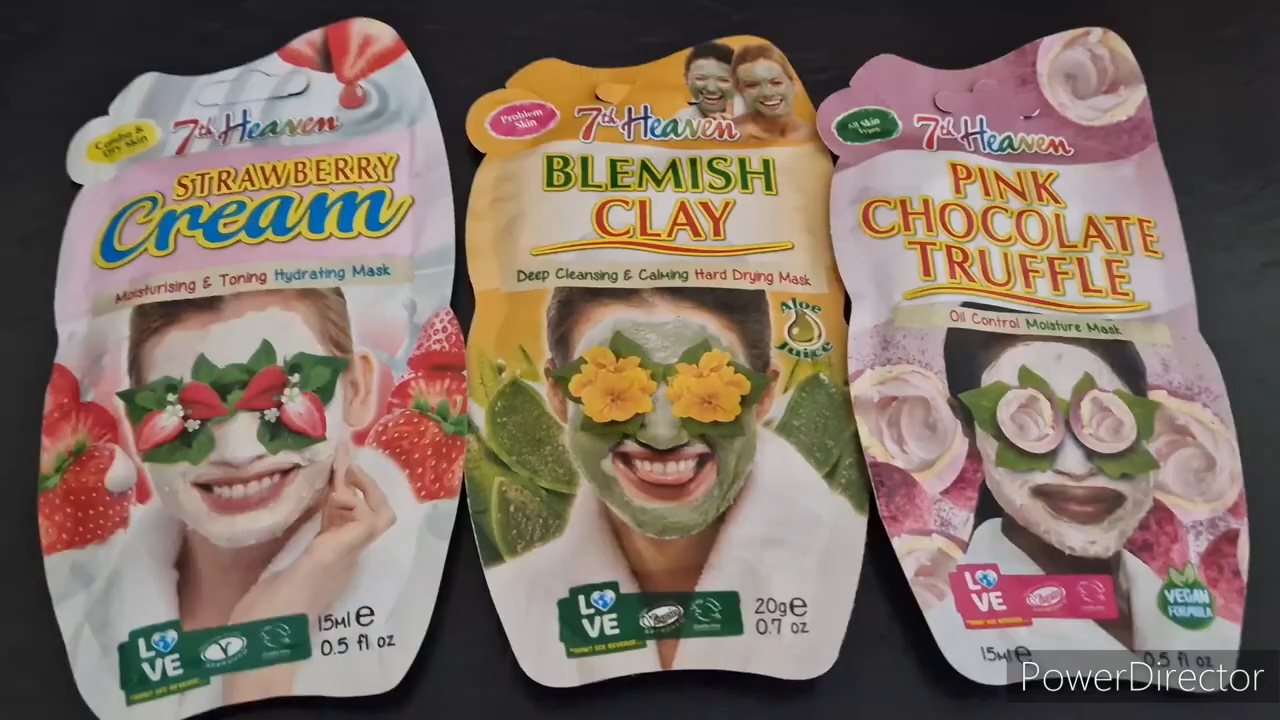 Combo &
Dry Skin
7th Heaven
STRAWBERRY
Cream
Moisturising & Toning Hydrating Mask
LOVE
15Ml e
0.5 fl oz
Problem
Skin
7th Heaven
BLEMISH
CLAY
Deep Cleansing & Calming Hard Drying Mask
Aloe
Juice
LOVE
20g e
0.7 oz
All Skin
Types
7th Heaven
PINK
CHOCOLATE
TRUFFLE
Oil Control Moisture Mask
LOVE
VEGAN
FORMULA
15Ml e
0.5 fl oz
PowerDirector